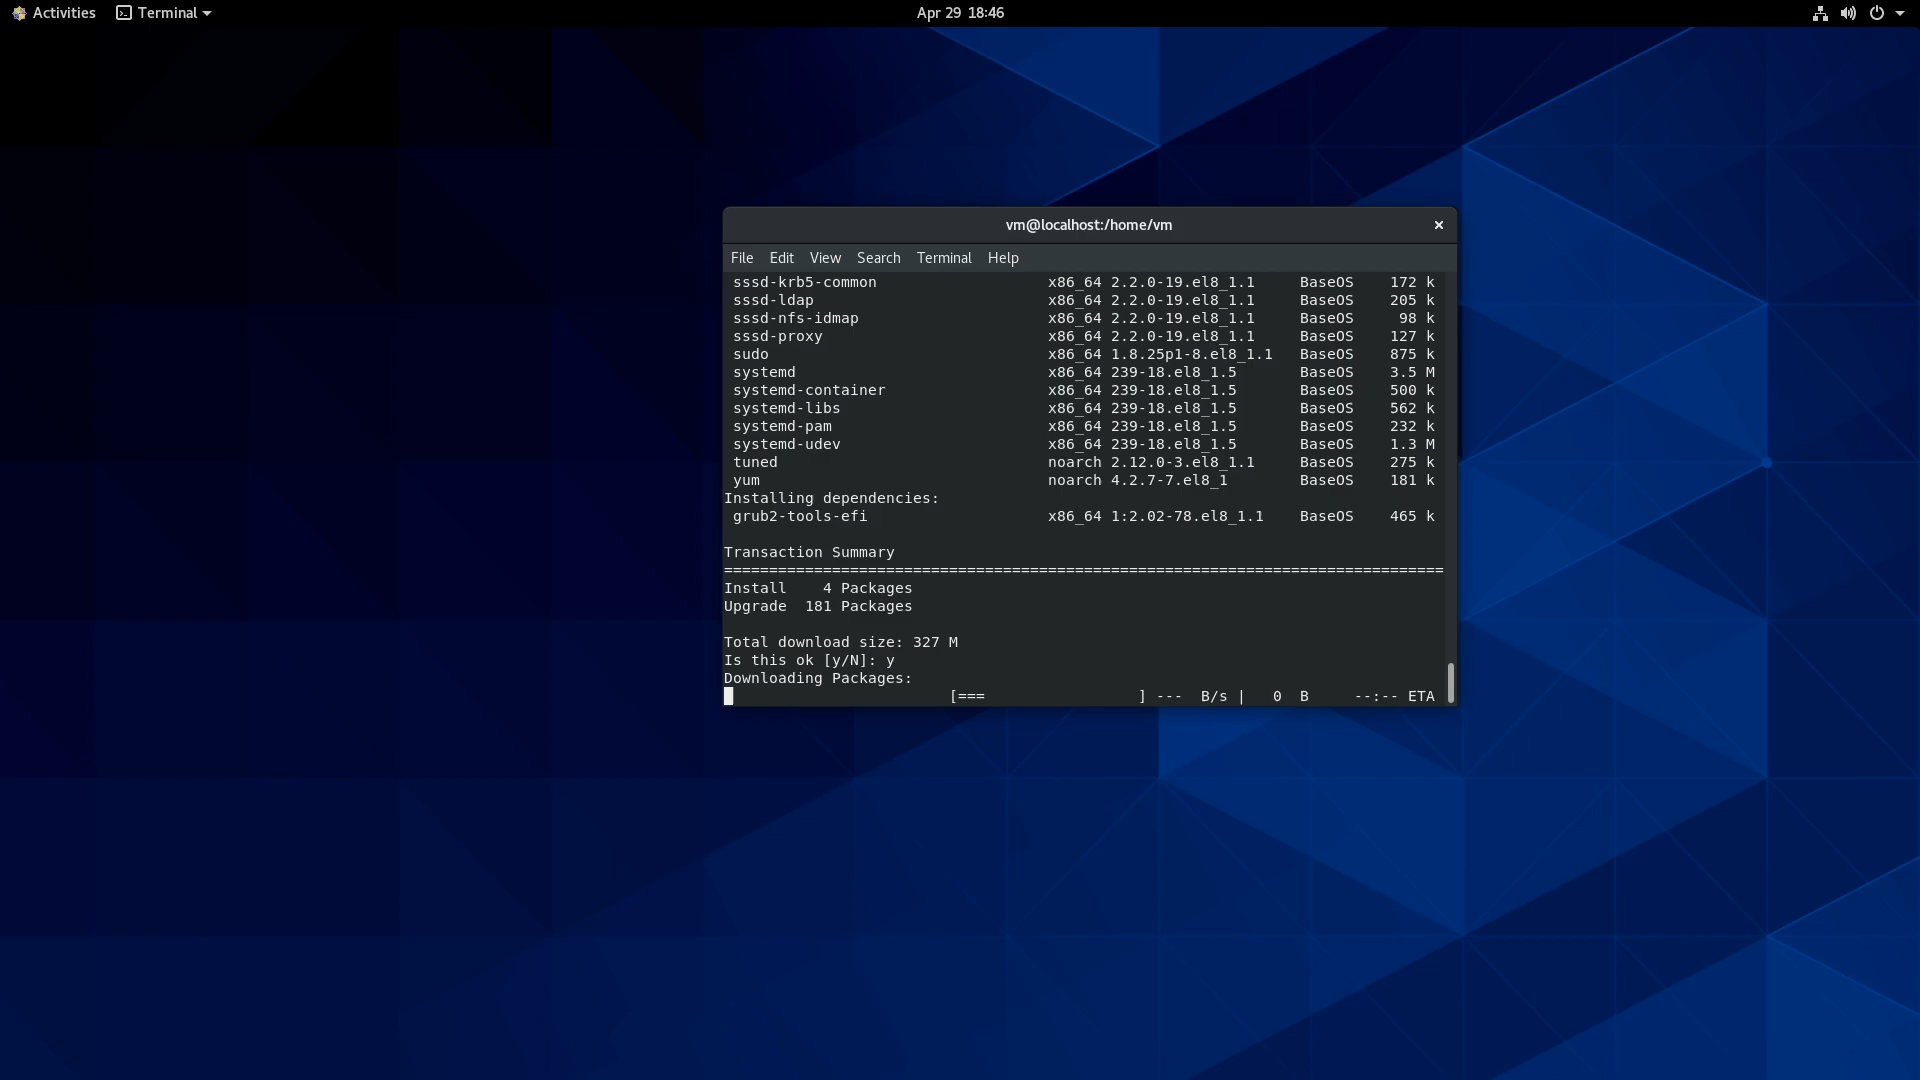 Activities Terminal Apr 29 18:46
vm@localhost:/home/vm
File Edit View Search Terminal Help
sssd-krb5-common x86_64 2.2.0-19.el8_1.1 BaseOS 172 k
sssd-ldap x86_64 2.2.0-19.el8_1.1 BaseOS 205 k
sssd-nfs-idmap x86_64 2.2.0-19.el8_1.1 BaseOS 98 k
sssd-proxy x86_64 2.2.0-19.el8_1.1 BaseOS 127 k
sudo x86_64 1.8.25p1-8.el8_1.1 BaseOS 875 k
systemd x86_64 239-18.el8_1.5 BaseOS 3.5 M
systemd-container x86_64 239-18.el8_1.5 BaseOS 500 k
systemd-libs x86_64 239-18.el8_1.5 BaseOS 562 k
systemd-pam x86_64 239-18.el8_1.5 BaseOS 232 k
systemd-udev x86_64 239-18.el8_1.5 BaseOS 1.3 M
tuned noarch 2.12.0-3.el8_1.1 BaseOS 275 k
yum noarch 4.2.7-7.el8_1 BaseOS 181 k
Installing dependencies:
grub2-tools-efi x86_64 1:2.02-78.el8_1.1 BaseOS 465 k
Transaction Summary
================================================================================
Install 4 Packages
Upgrade 181 Packages
Total download size: 327 M
Is this ok [y/N]: y
Downloading Packages:
[=== ] --- B/s | 0 B --:-- ETA